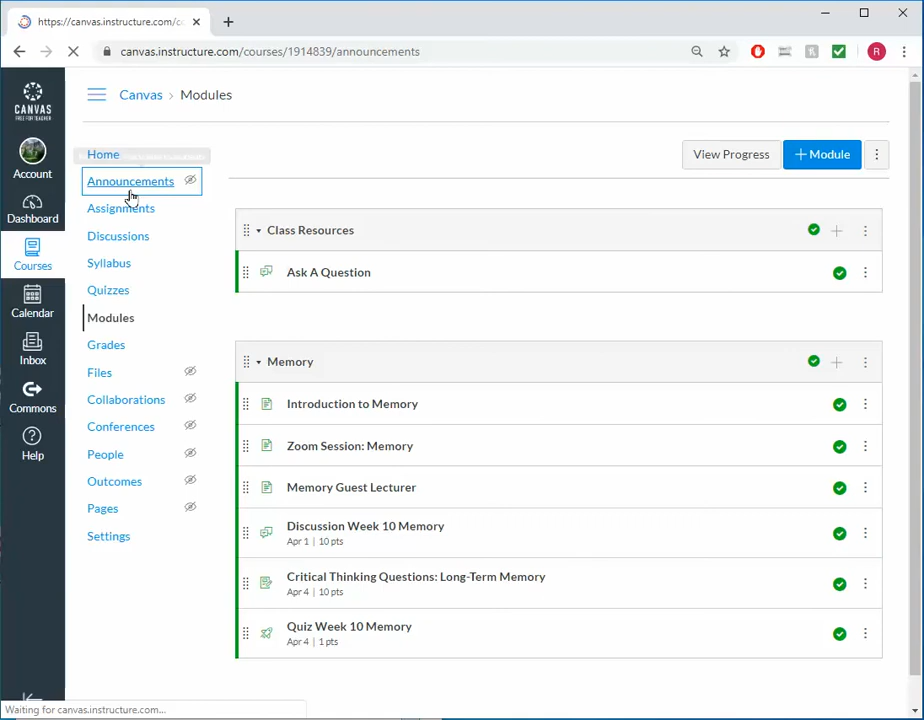 https://canvas.instructure.com/c
canvas.instructure.com/courses/1914839/announcements
R
CANVAS
FREE FOR TEACHER
Account
Dashboard
Courses
Calendar
Inbox
Commons
Help
Canvas > Modules
Home
Announcements
Assignments
Discussions
Syllabus
Quizzes
Modules
Grades
Files
Collaborations
Conferences
People
Outcomes
Pages
Settings
View Progress
+ Module
Class Resources
Ask A Question
Memory
Introduction to Memory
Zoom Session: Memory
Memory Guest Lecturer
Discussion Week 10 Memory
Apr 1 | 10 pts
Critical Thinking Questions: Long-Term Memory
Apr 4 | 10 pts
Quiz Week 10 Memory
Apr 4 | 1 pts
Waiting for canvas.instructure.com...